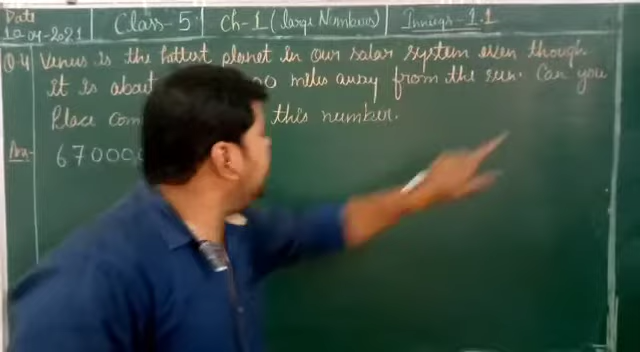 Date Class-5 Ch-1 (large Numbers) Innings-1.1
10-04-2021
Q-4 Venus is the hottest planet in our solar system even though
it is about 00 miles away from the sun. Can you
Place com this number.
Ans- 67000